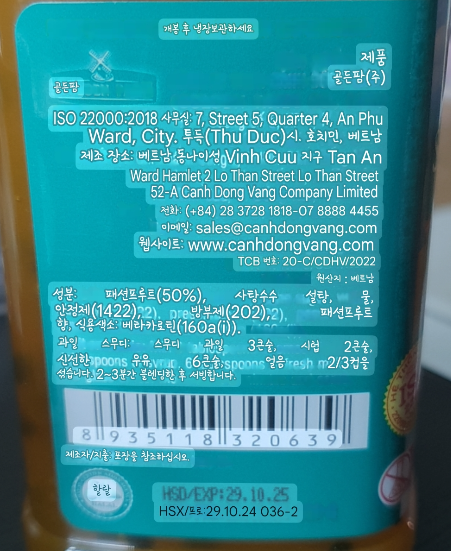 개봉 후 냉장보관하세요
제품
골든팜(주)
골든팜
ISO 22000:2018 사무실: 7, Street 5, Quarter 4, An Phu
Ward, City. 투득(Thu Duc)시. 호치민, 베트남
제조 장소: 베트남 동나이성 Vinh Cuu 지구 Tan An
Ward Hamlet 2 Lo Than Street Lo Than Street
52-A Canh Dong Vang Company Limited
전화: (+84) 28 3728 1818-07 8888 4455
이메일: sales@canhdongvang.com
웹사이트: www.canhdongvang.com
TCB 번호: 20-C/CDHV/2022
원산지 : 베트남
성분: 패션프루트(50%), 사탕수수 설탕, 물,
안정제(1422), 방부제(202), 패션프루트
향, 식용색소: 베라카로틴(160a(i)).
과일 스무디: 스무디 과일 3큰술, 시럽 2큰술,
신선한 우유 6큰술, 얼음 2/3컵을
섞습니다. 2~3분간 블렌딩한 후 서빙합니다.
8 935118 320639
제조자/지출: 포장을 참조하십시오.
할랄
HSD/EXP:29.10.25
HSX/프로:29.10.24 036-2